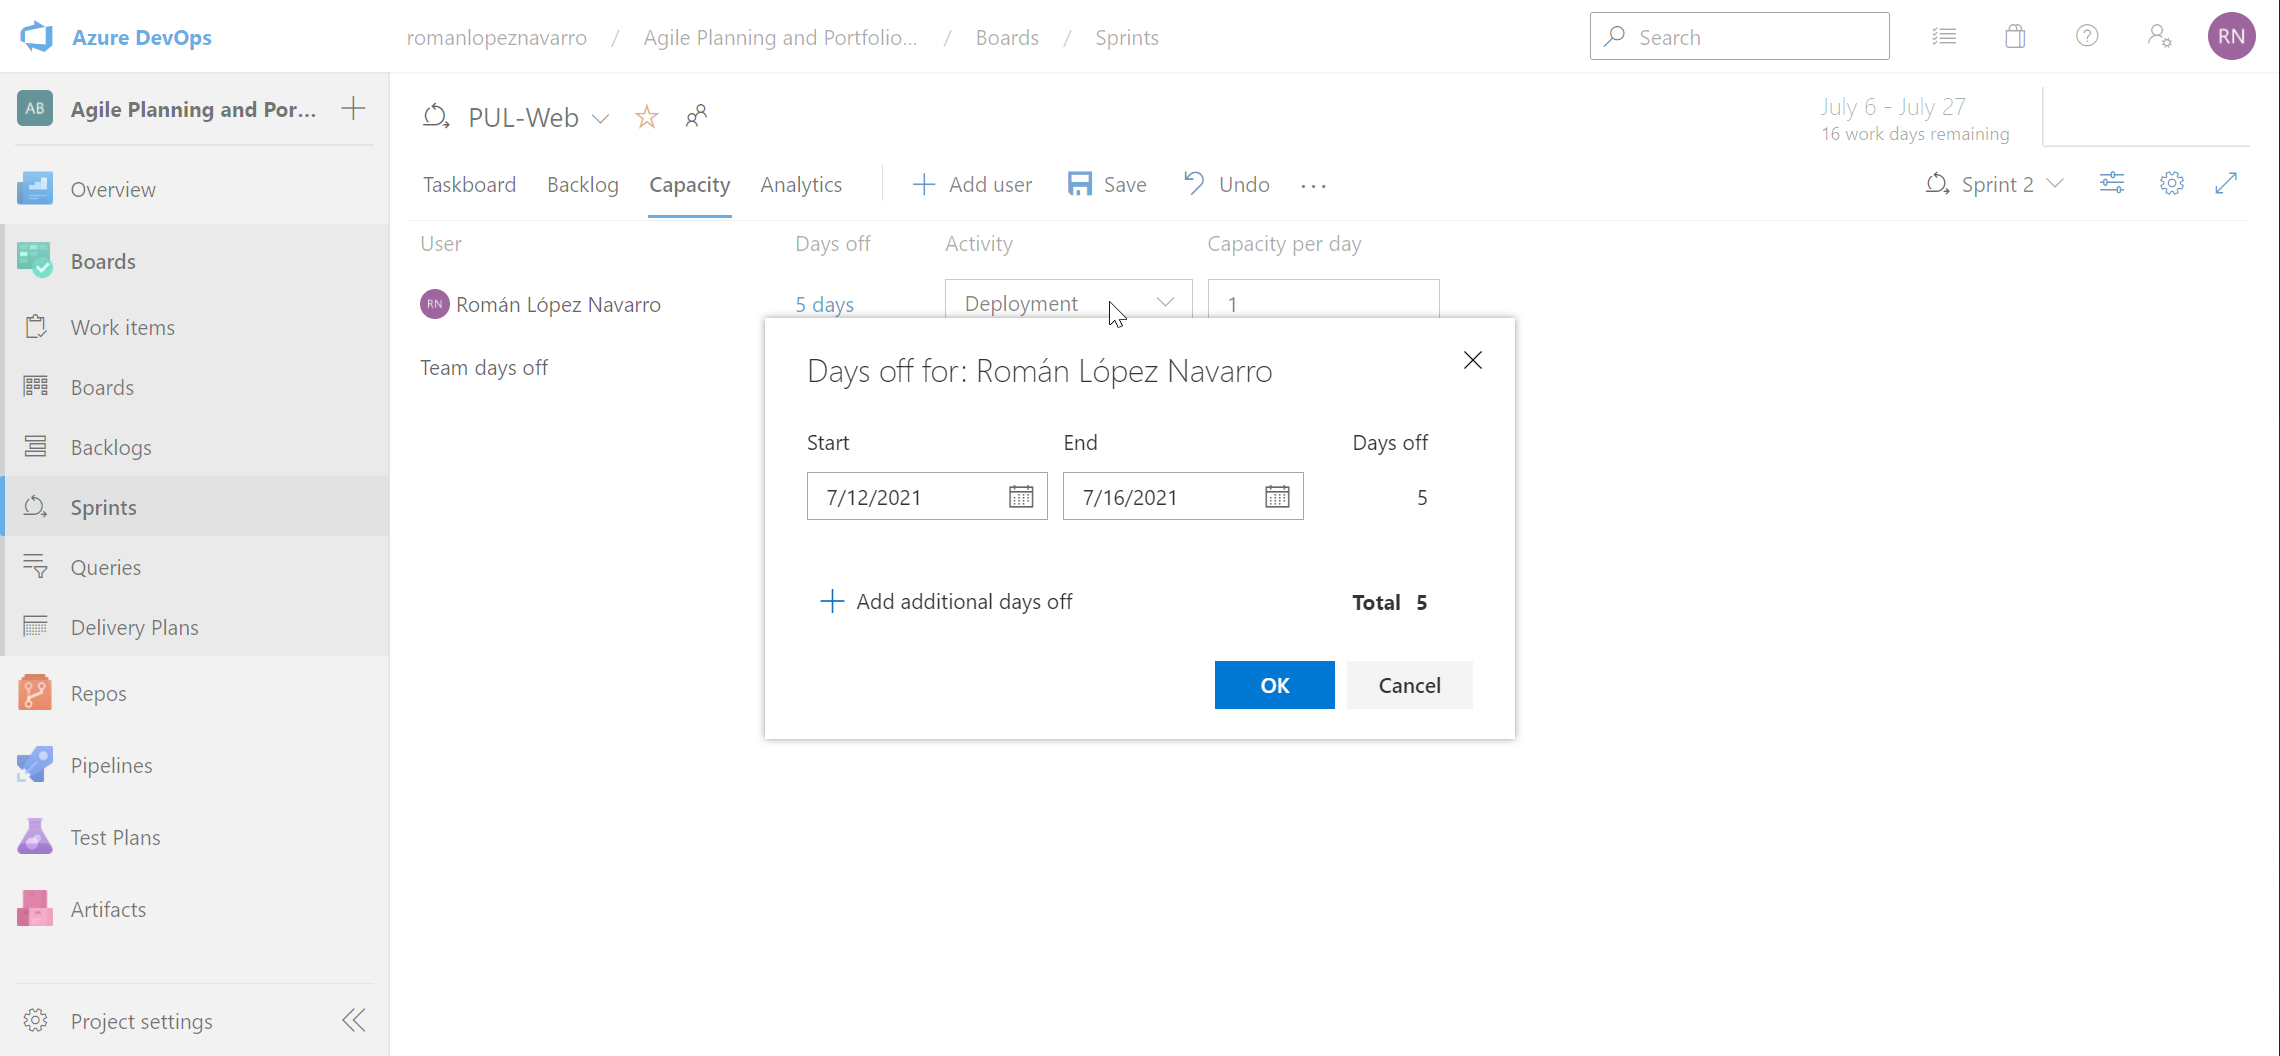 Azure DevOps
romanlopeznavarro / Agile Planning and Portfolio... / Boards / Sprints
Search
RN
AB
Agile Planning and Por...
Overview
Boards
Work items
Boards
Backlogs
Sprints
Queries
Delivery Plans
Repos
Pipelines
Test Plans
Artifacts
Project settings
PUL-Web
July 6 - July 27
16 work days remaining
Taskboard Backlog Capacity Analytics Add user Save Undo ...
Sprint 2
User Days off Activity Capacity per day
RN Román López Navarro 5 days Deployment 1
Team days off
Days off for: Román López Navarro
Start End Days off
7/12/2021 7/16/2021 5
Add additional days off Total 5
OK Cancel